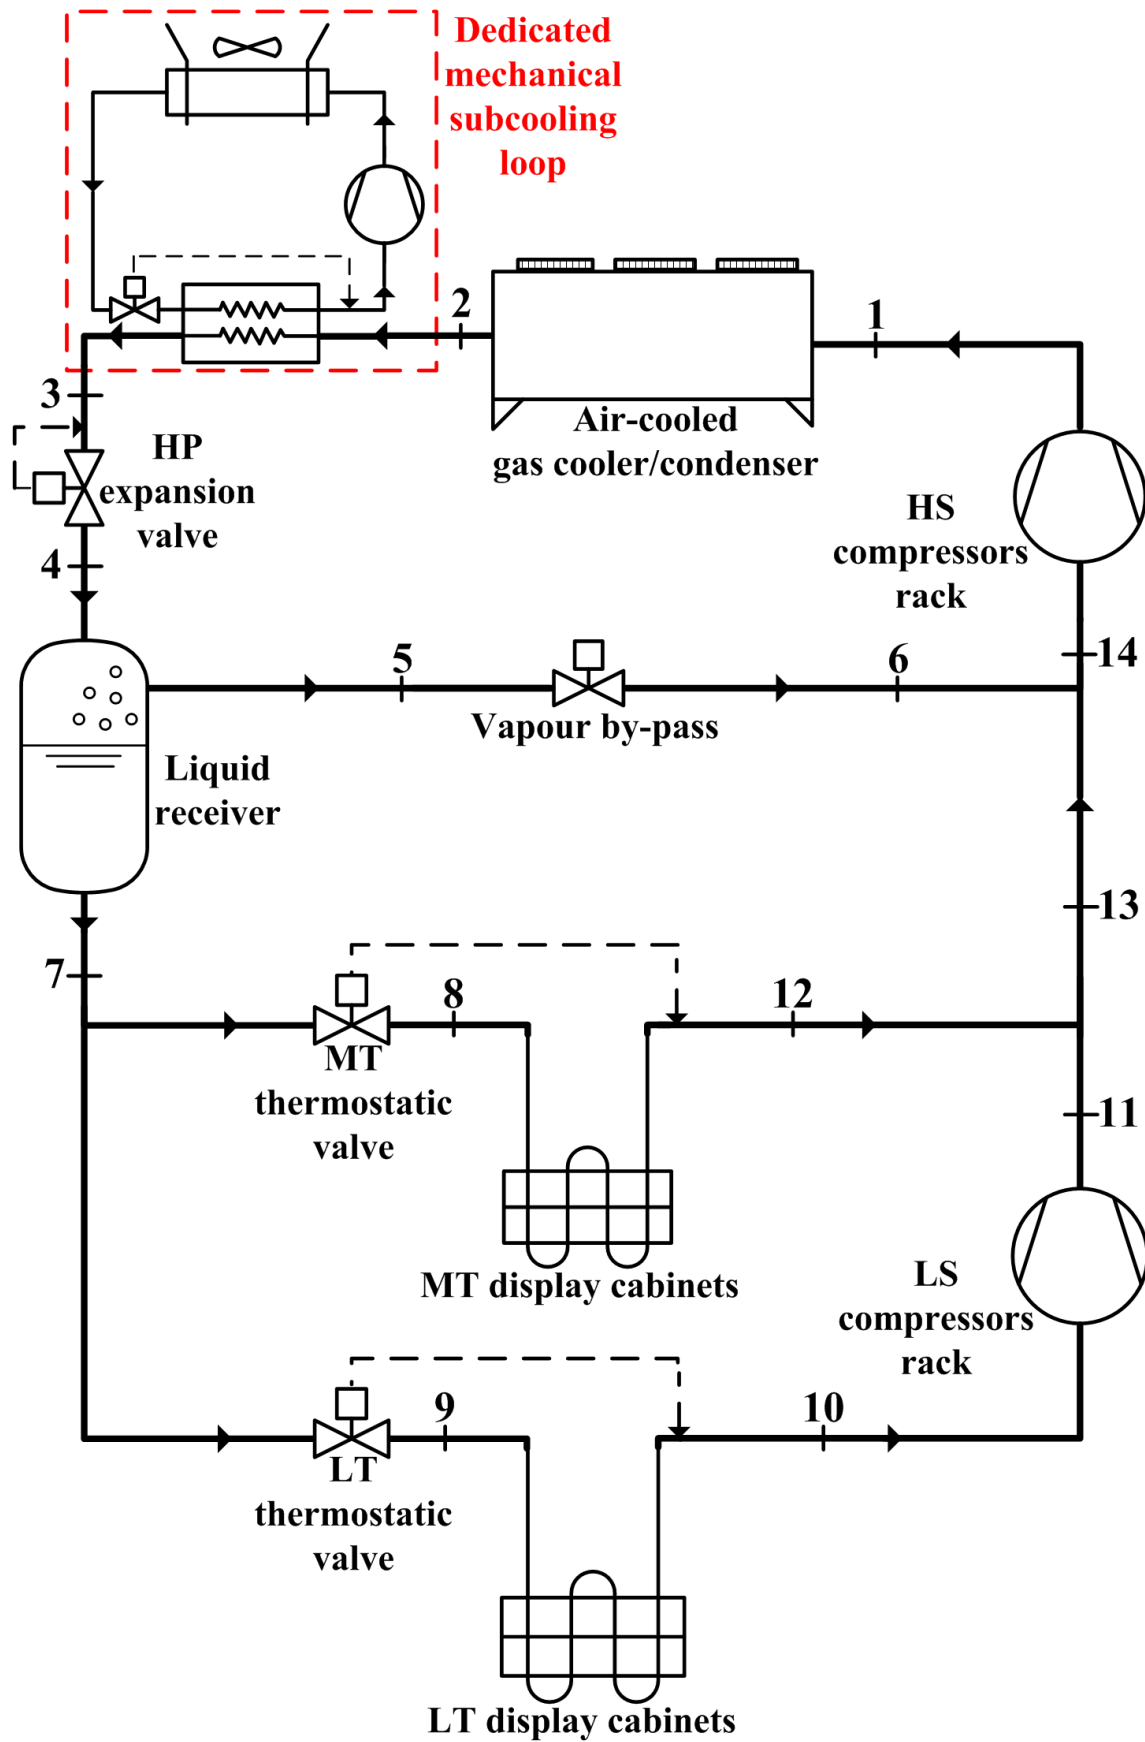 Dedicated
mechanical
subcooling
loop
2
1
3
Air-cooled
gas cooler/condenser
HP
expansion
valve
HS
compressors
rack
4
5
6
14
Vapour by-pass
Liquid
receiver
13
7
8
12
MT
thermostatic
valve
11
MT display cabinets
LS
compressors
rack
9
10
LT
thermostatic
valve
LT display cabinets